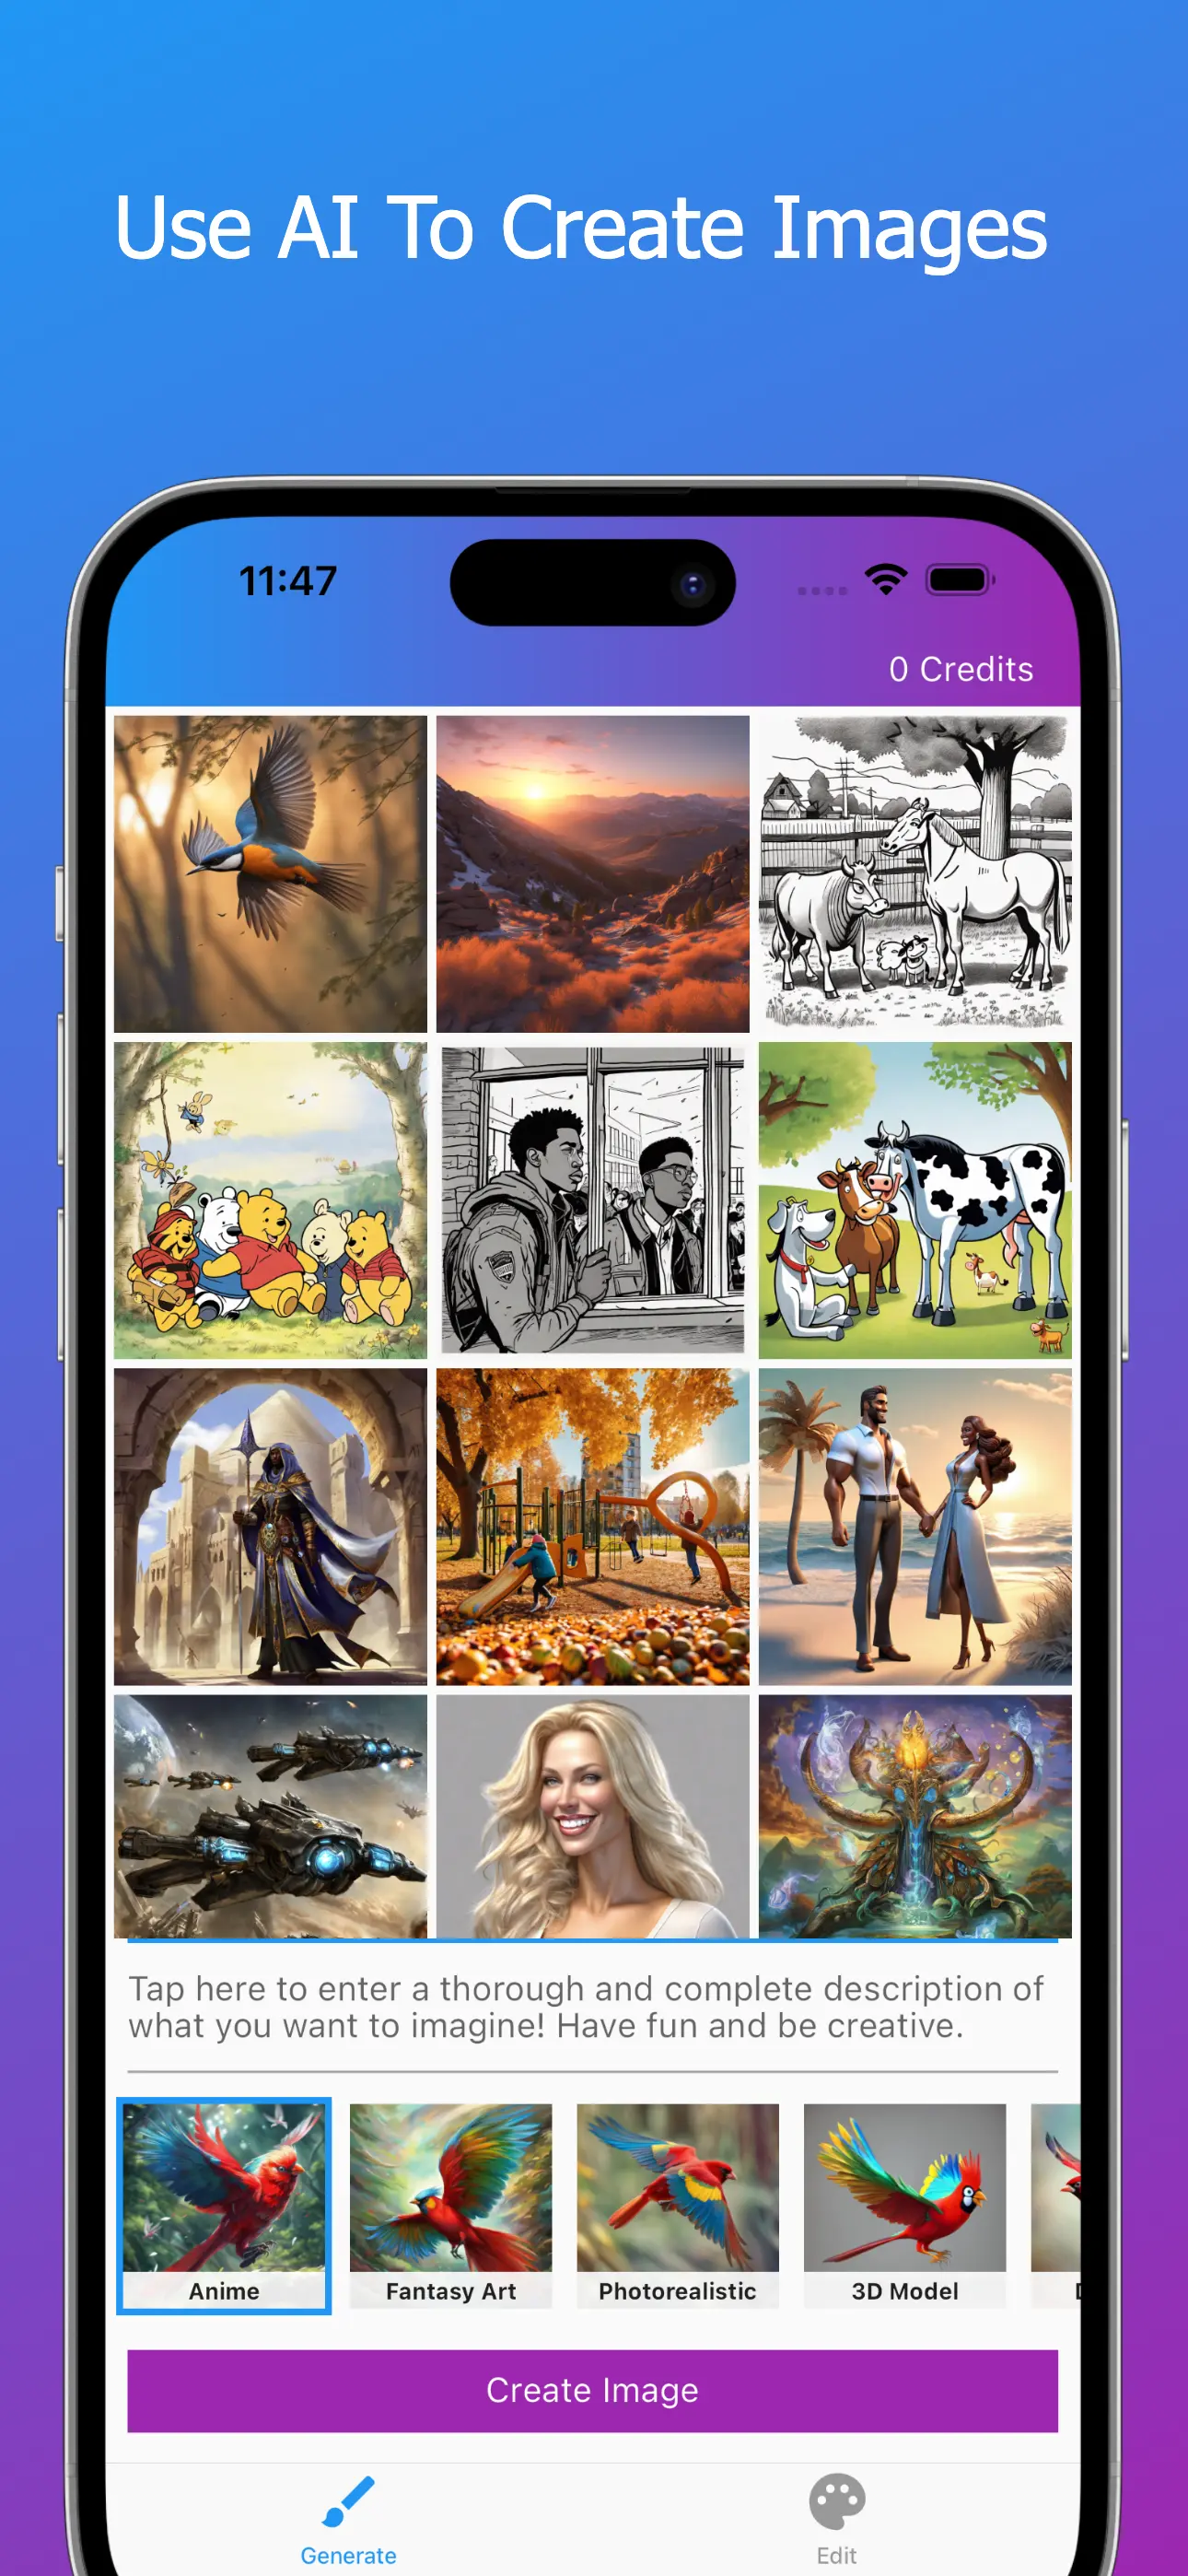 Use AI To Create Images
11:47
0 Credits
Tap here to enter a thorough and complete description of
what you want to imagine! Have fun and be creative.
Anime
Fantasy Art
Photorealistic
3D Model
Create Image
Generate
Edit